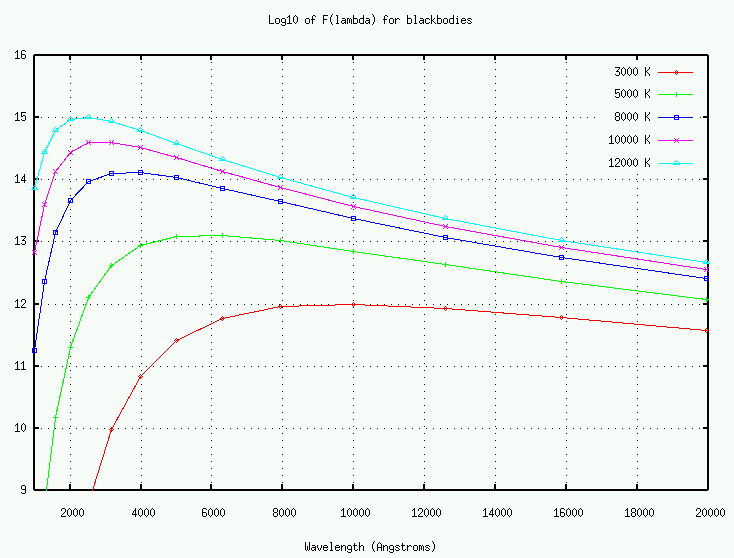 Log10 of F(lambda) for blackbodies
16
15
14
13
12
11
10
9
3000 K
5000 K
8000 K
10000 K
12000 K
2000 4000 6000 8000 10000 12000 14000 16000 18000 20000
Wavelength (Angstroms)